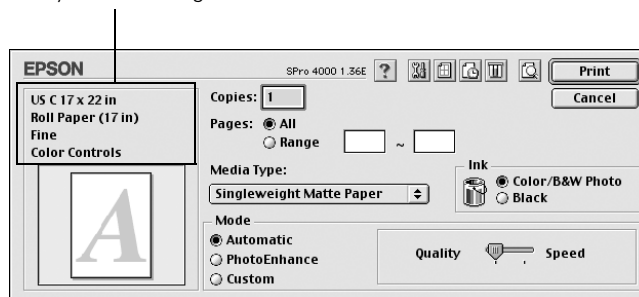 EPSON
SPro 4000 1.36E ? Print
US C 17 x 22 in
Roll Paper (17 in)
Fine
Color Controls
Copies: 1
Cancel
Pages: All
Range ~
Media Type:
Singleweight Matte Paper
Ink
Color/B&W Photo
Black
A
Mode
Automatic
PhotoEnhance
Custom
Quality Speed